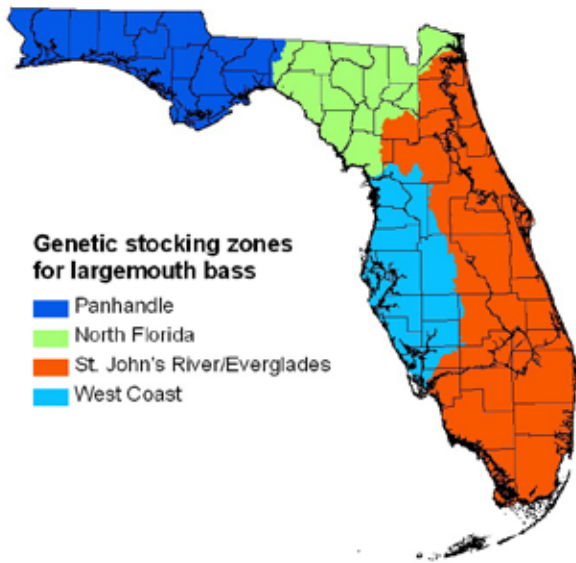 Genetic stocking zones
for largemouth bass
Panhandle
North Florida
St. John's River/Everglades
West Coast